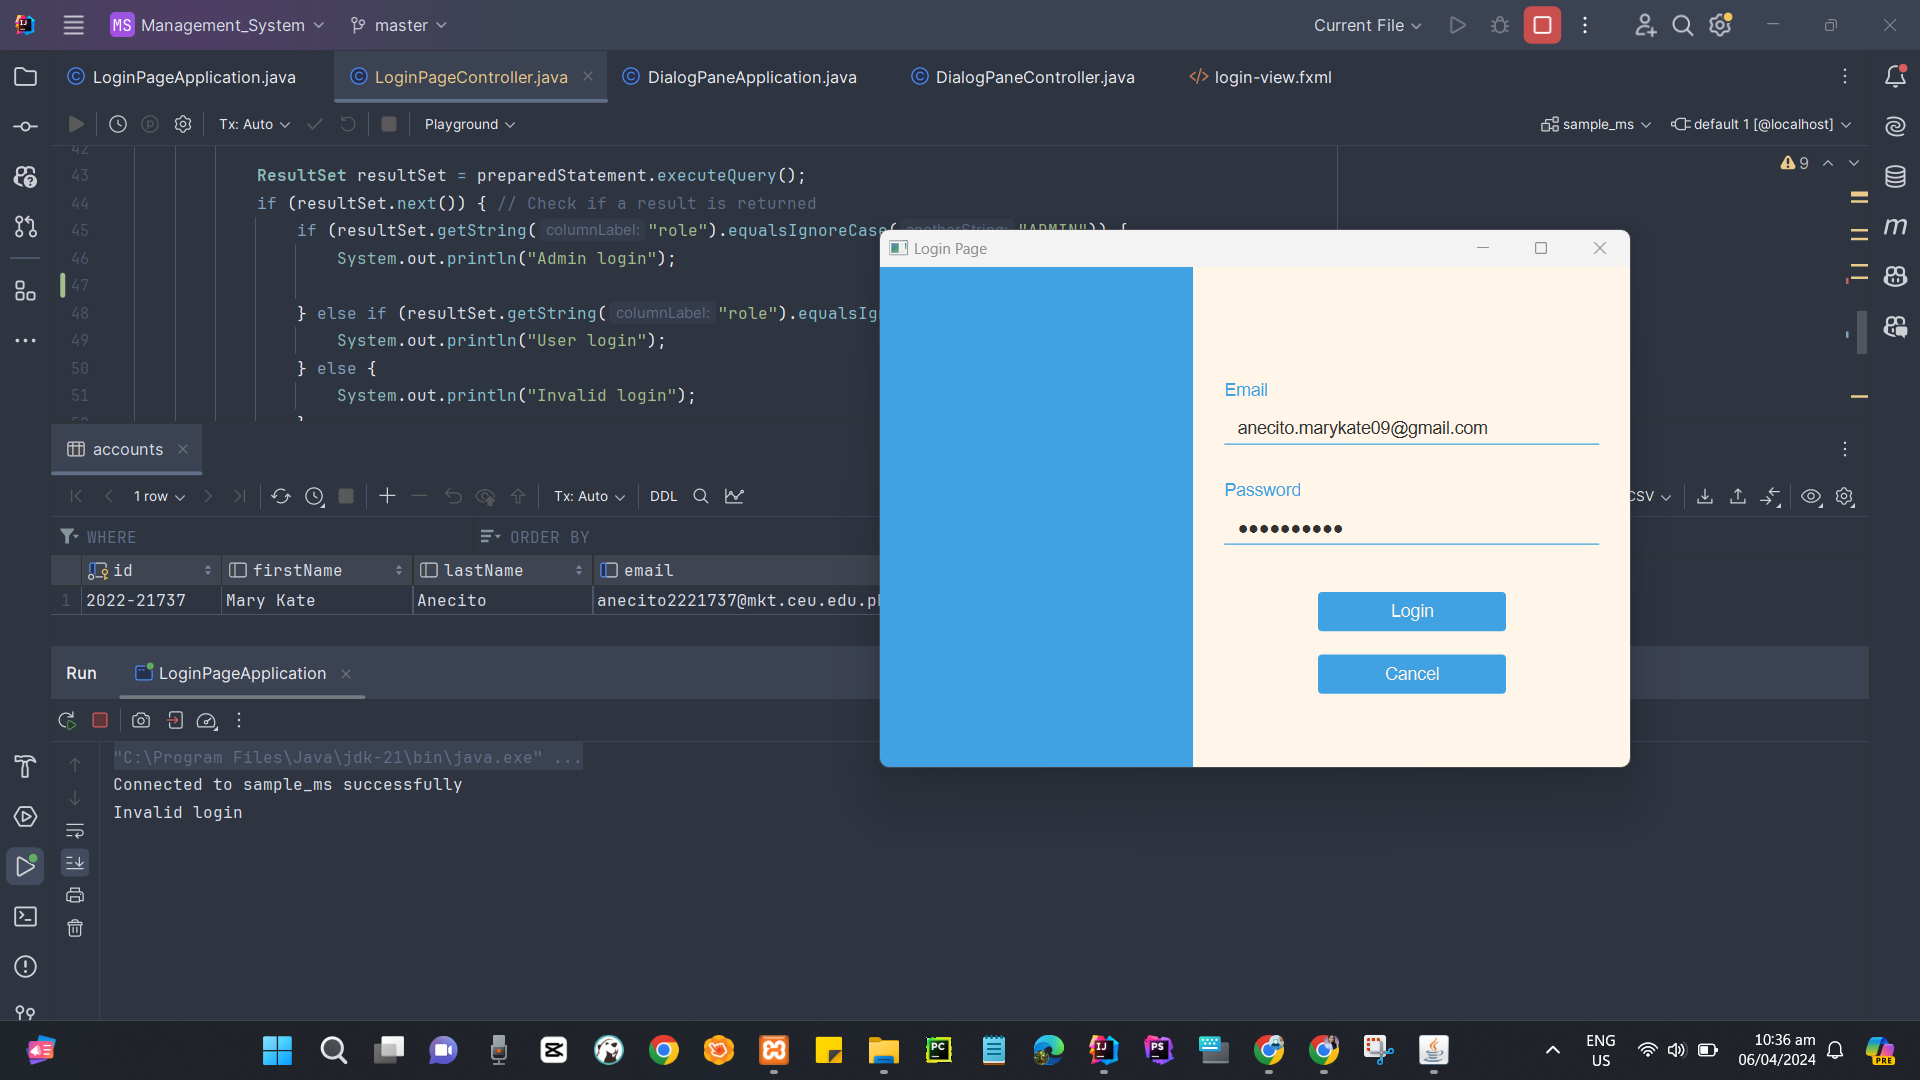 MS Management_System master Current File
LoginPageApplication.java LoginPageController.java DialogPaneApplication.java DialogPaneController.java login-view.fxml
Tx: Auto Playground sample_ms default 1 [@localhost]
42
43 ResultSet resultSet = preparedStatement.executeQuery(); 9
44 if (resultSet.next()) { // Check if a result is returned
45 if (resultSet.getString( columnLabel: "role").equalsIgnoreCase( anotherString: "ADMIN")) {
46 System.out.println("Admin login");
47
48 } else if (resultSet.getString( columnLabel: "role").equalsIg
49 System.out.println("User login");
50 } else {
51 System.out.println("Invalid login");
Login Page
Email
anecito.marykate09@gmail.com
Password
●●●●●●●●●●
Login
Cancel
accounts
1 row Tx: Auto DDL CSV
WHERE ORDER BY
id firstName lastName email
1 2022-21737 Mary Kate Anecito anecito2221737@mkt.ceu.edu.p
Run LoginPageApplication
"C:\Program Files\Java\jdk-21\bin\java.exe" ...
Connected to sample_ms successfully
Invalid login
ENG
US
10:36 am
06/04/2024